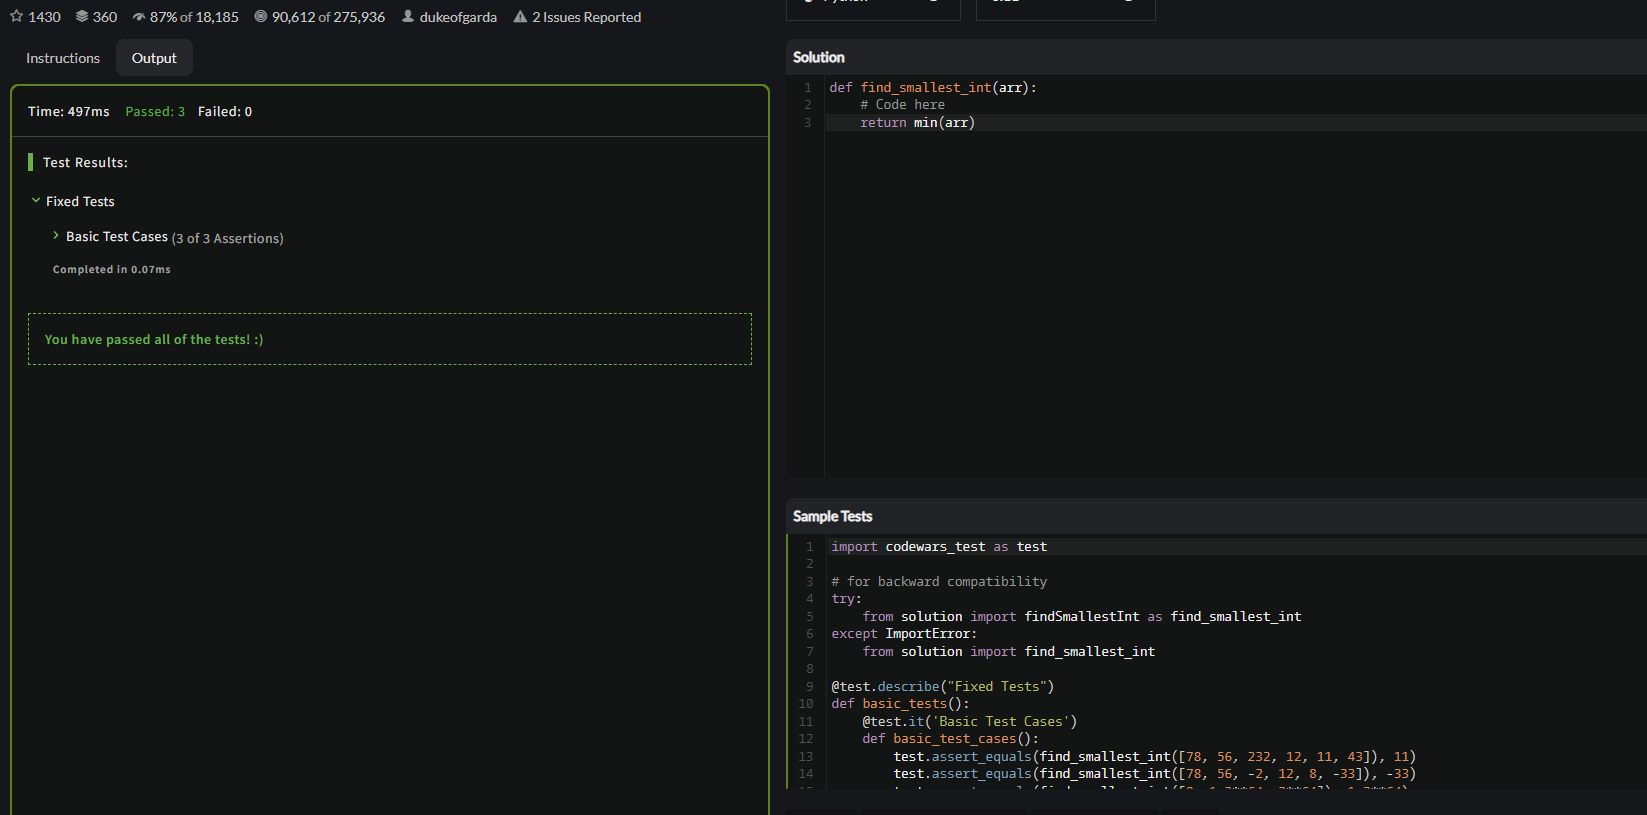 1430 360 87% of 18,185 90,612 of 275,936 dukeofgarda 2 Issues Reported
Instructions Output
Time: 497ms Passed: 3 Failed: 0
Test Results:
Fixed Tests
Basic Test Cases (3 of 3 Assertions)
Completed in 0.07ms
You have passed all of the tests! :)
Solution
1 def find_smallest_int(arr):
2 # Code here
3 return min(arr)
Sample Tests
1 import codewars_test as test
2
3 # for backward compatibility
4 try:
5 from solution import findSmallestInt as find_smallest_int
6 except ImportError:
7 from solution import find_smallest_int
8
9 @test.describe("Fixed Tests")
10 def basic_tests():
11 @test.it('Basic Test Cases')
12 def basic_test_cases():
13 test.assert_equals(find_smallest_int([78, 56, 232, 12, 11, 43]), 11)
14 test.assert_equals(find_smallest_int([78, 56, -2, 12, 8, -33]), -33)